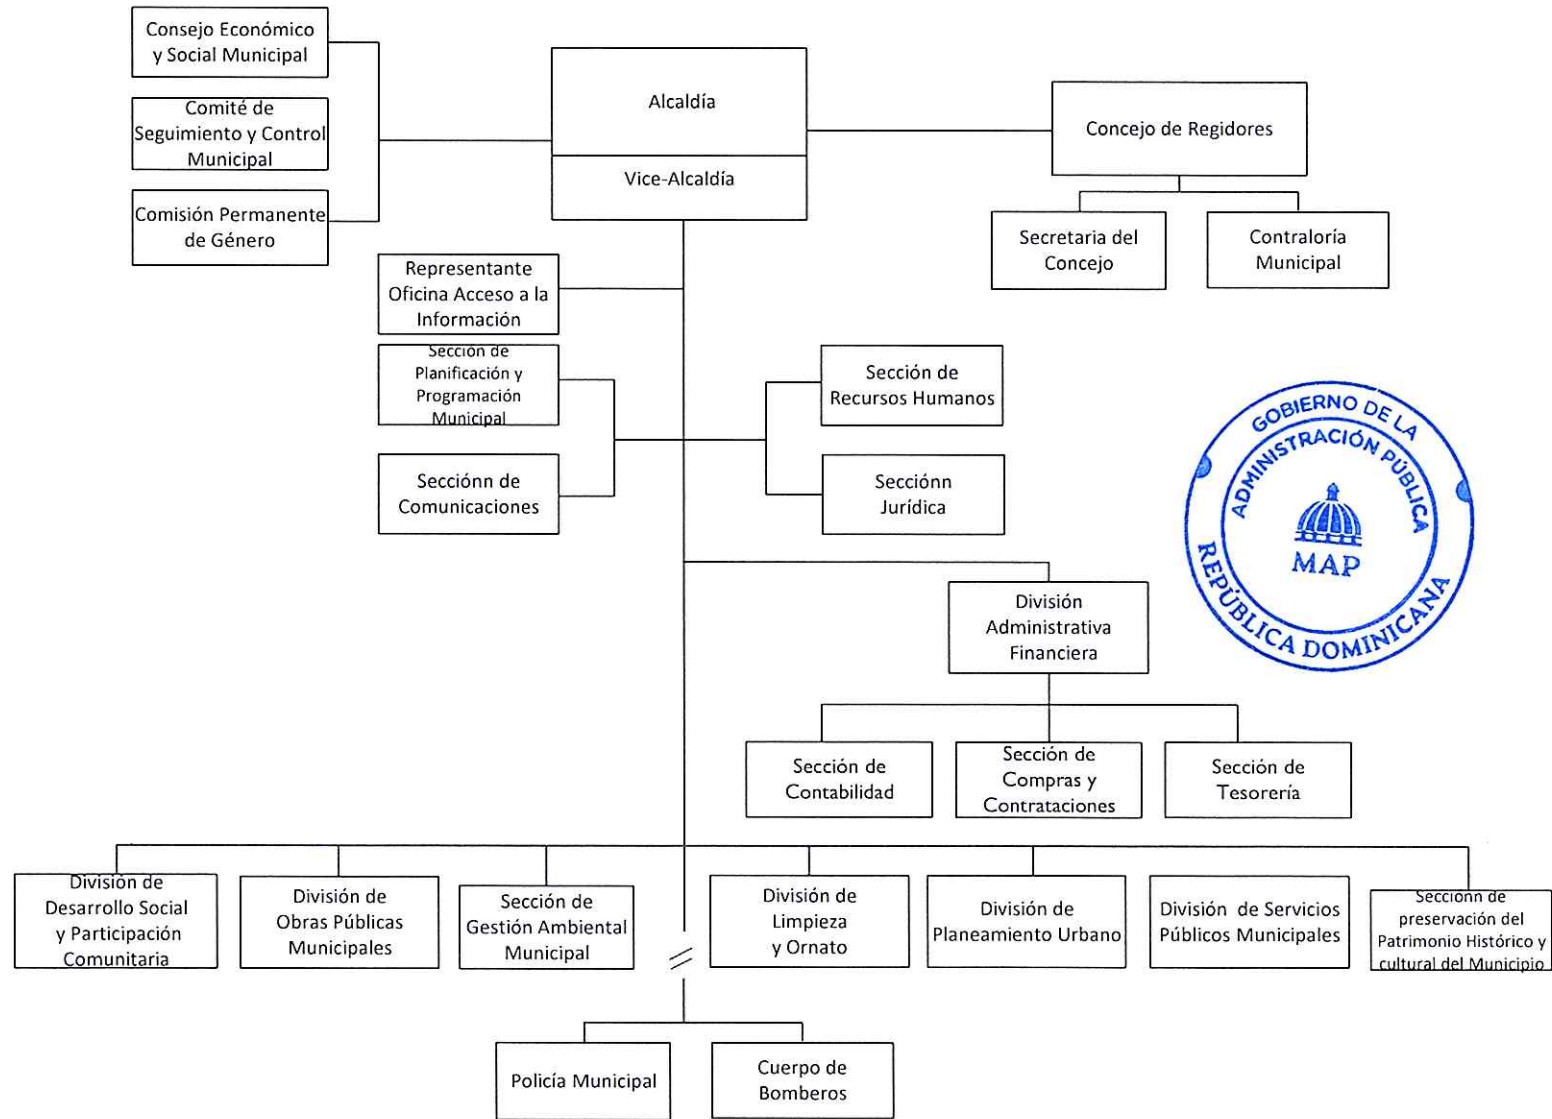 Consejo Económico
y Social Municipal
Comité de
Seguimiento y Control
Municipal
Comisión Permanente
de Género
Alcaldía
Vice-Alcaldía
Concejo de Regidores
Secretaria del
Concejo
Contraloría
Municipal
Representante
Oficina Acceso a la
Información
Sección de
Planificación y
Programación
Municipal
Secciónn de
Comunicaciones
Sección de
Recursos Humanos
Secciónn
Jurídica
GOBIERNO DE LA
ADMINISTRACIÓN PÚBLICA
MAP
REPÚBLICA DOMINICANA
División
Administrativa
Financiera
Sección de
Contabilidad
Sección de
Compras y
Contrataciones
Sección de
Tesorería
División de
Desarrollo Social
y Participación
Comunitaria
División de
Obras Públicas
Municipales
Sección de
Gestión Ambiental
Municipal
División de
Limpieza
y Ornato
División de
Planeamiento Urbano
División de Servicios
Públicos Municipales
Seccionn de
preservación del
Patrimonio Histórico y
cultural del Municipio
Policía Municipal
Cuerpo de
Bomberos